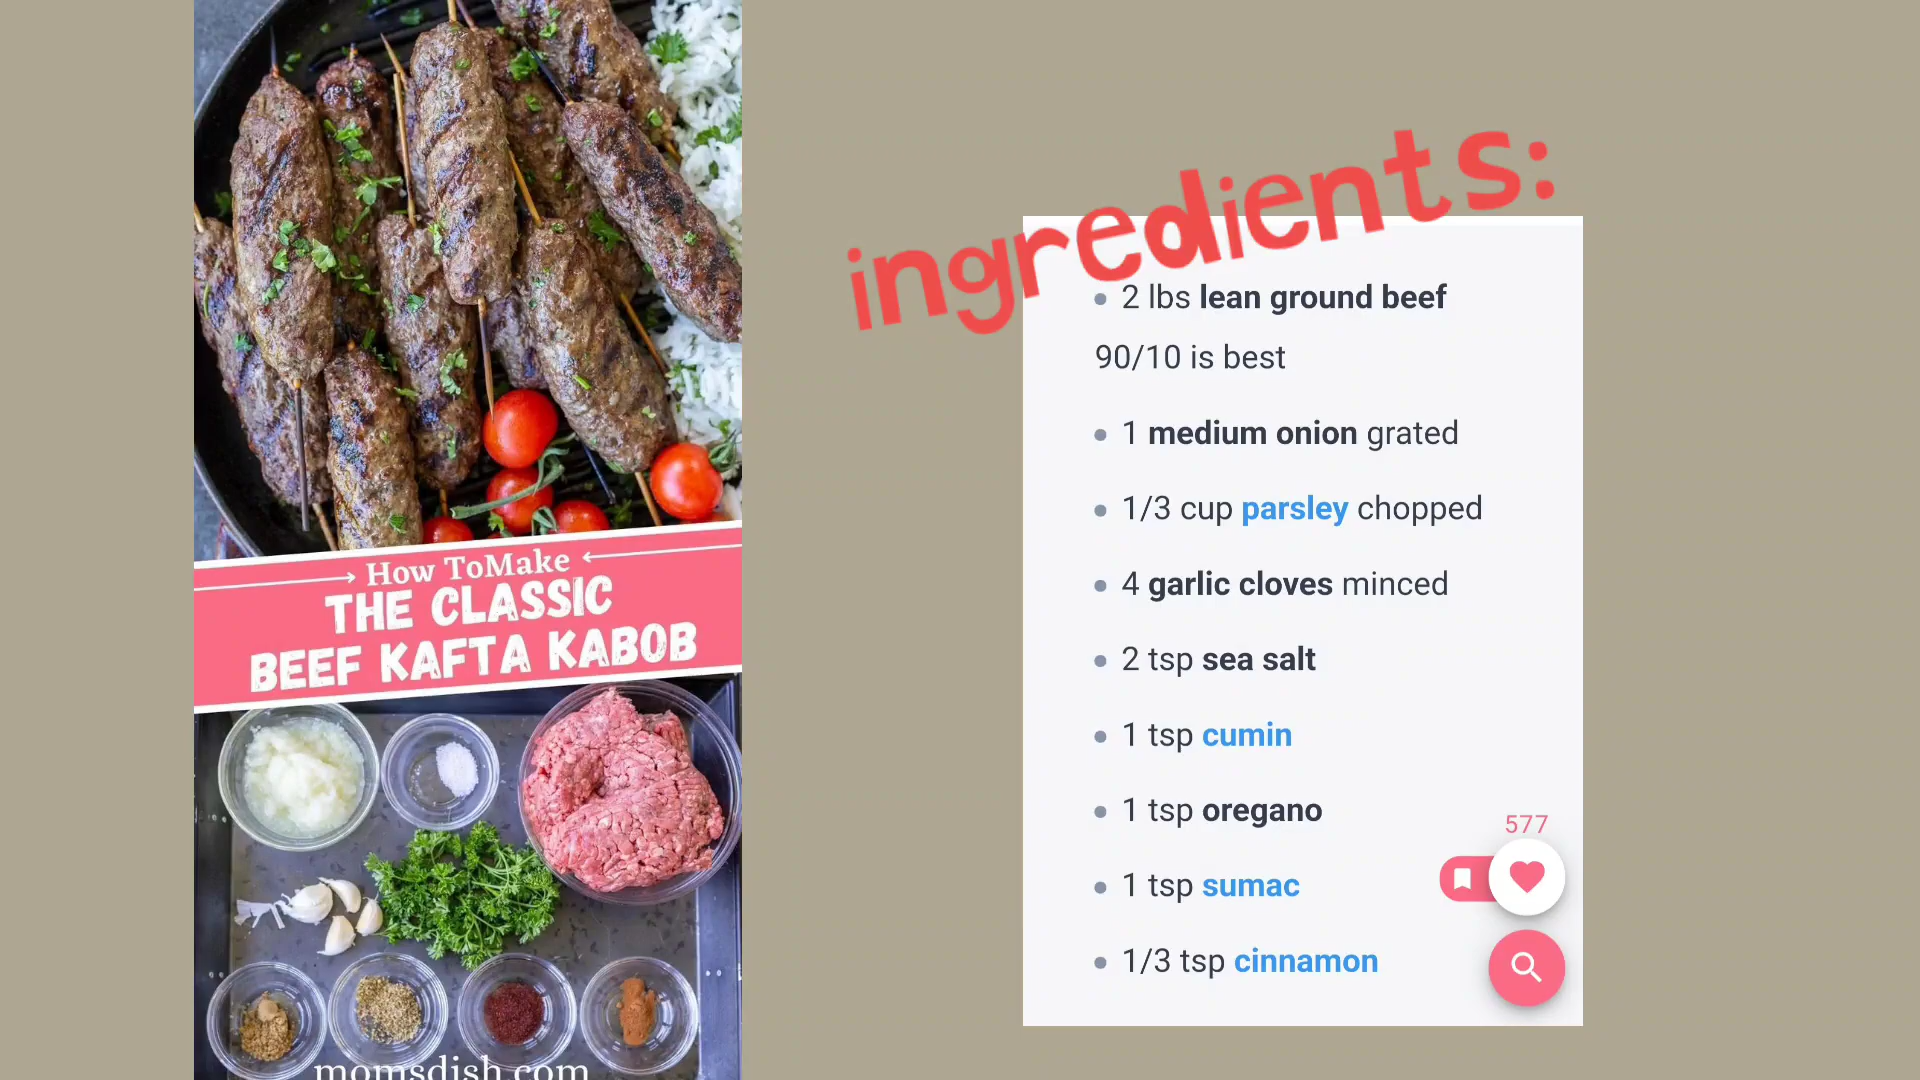 How ToMake
THE CLASSIC
BEEF KAFTA KABOB
momsdish.com
ingredients:
2 lbs lean ground beef
90/10 is best
1 medium onion grated
1/3 cup parsley chopped
4 garlic cloves minced
2 tsp sea salt
1 tsp cumin
1 tsp oregano
577
1 tsp sumac
1/3 tsp cinnamon